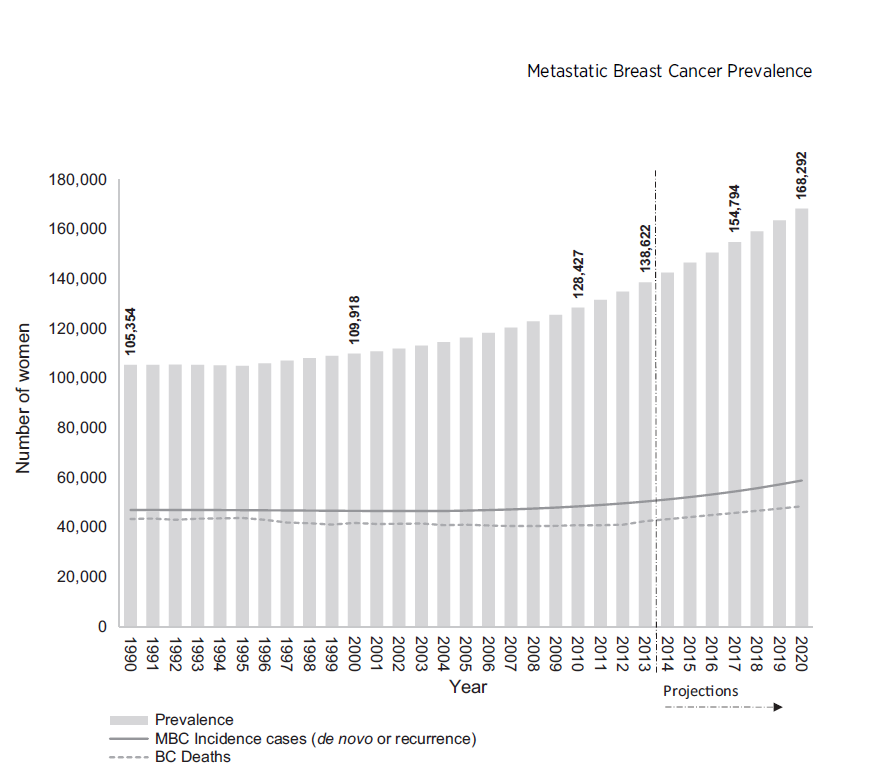 Metastatic Breast Cancer Prevalence
Number of women
180,000
160,000
140,000
120,000
100,000
80,000
60,000
40,000
20,000
0
105,354
109,918
128,427
138,622
154,794
168,292
1990 1991 1992 1993 1994 1995 1996 1997 1998 1999 2000 2001 2002 2003 2004 2005 2006 2007 2008 2009 2010 2011 2012 2013 2014 2015 2016 2017 2018 2019 2020
Year
Projections
Prevalence
MBC Incidence cases (de novo or recurrence)
BC Deaths